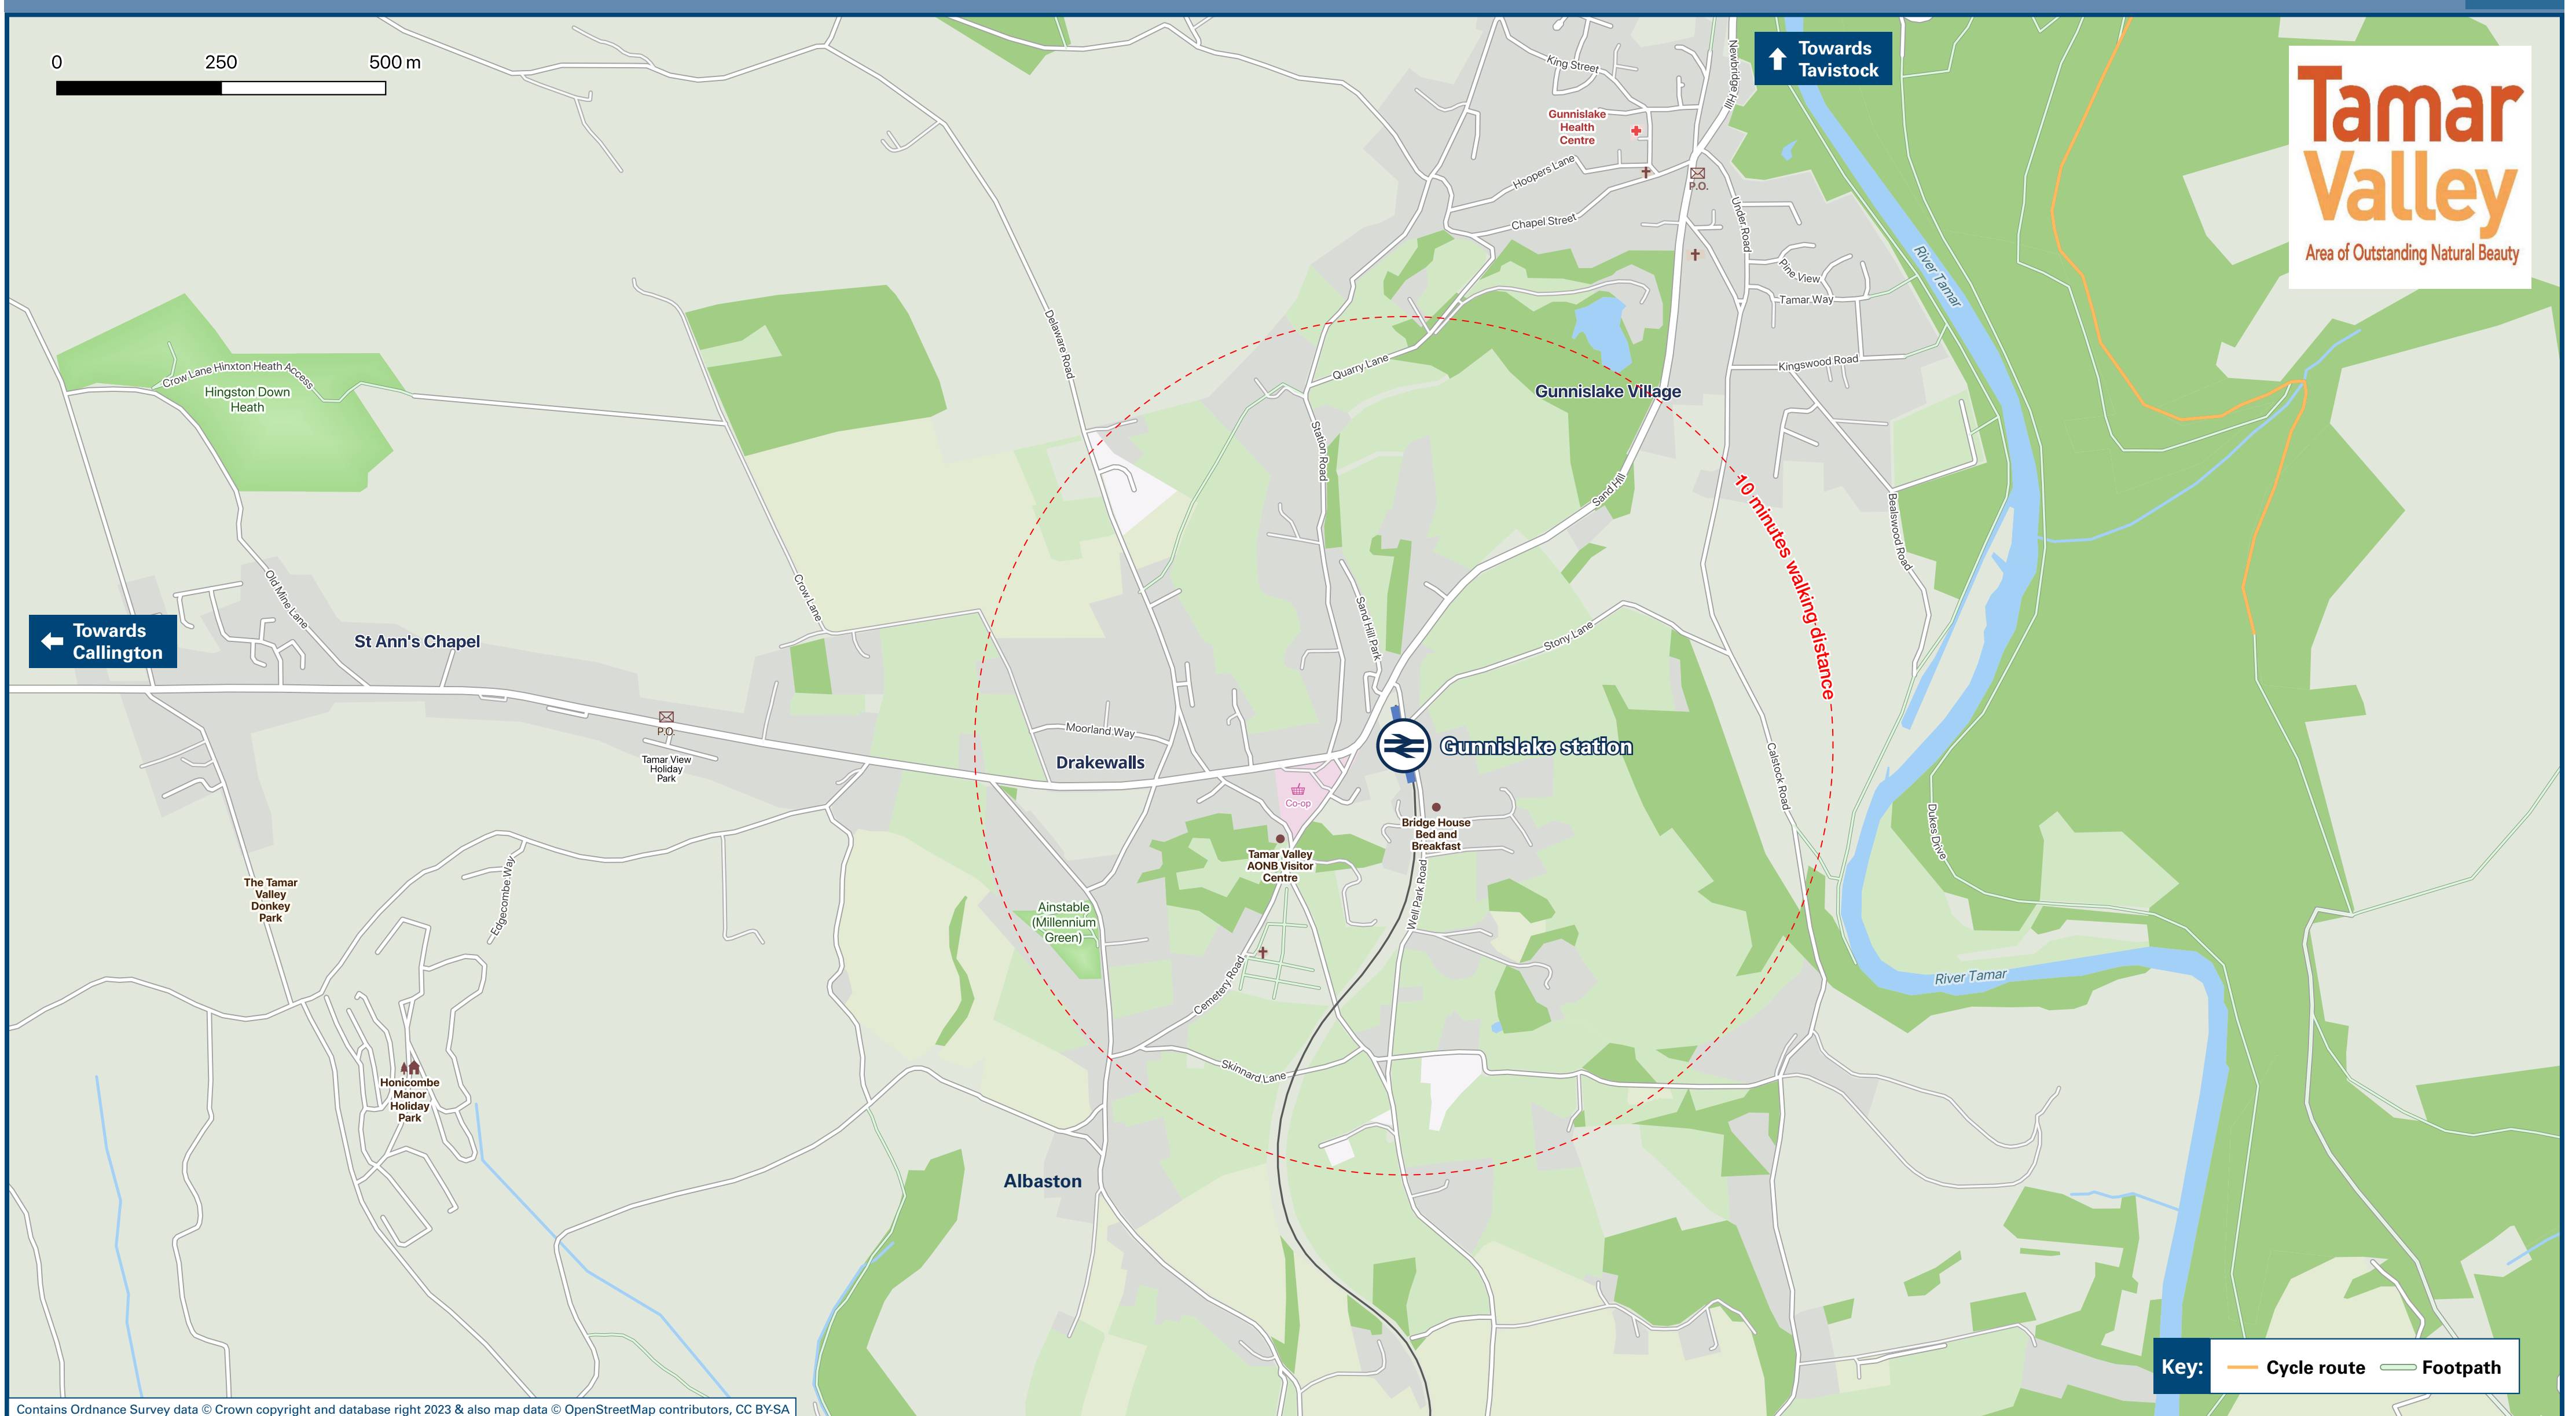 0 250 500 m
Towards
Tavistock
Tamar
Valley
Area of Outstanding Natural Beauty
King Street
Newbridge Hill
Gunnislake
Health
Centre
Hoopers Lane
P.O.
Chapel Street
Under Road
Pine View
Tamar Way
River Tamar
Delaware Road
Crow Lane Hinxton Heath Access
Hingston Down
Heath
Quarry Lane
Kingswood Road
Gunnislake Village
Station Road
Sand Hill
10 minutes walking distance
Bealswood Road
Old Mine Lane
Crow Lane
Sand Hill Park
Towards
Callington
St Ann's Chapel
Stony Lane
P.O.
Tamar View
Holiday
Park
Moorland Way
Drakewalls
Gunnislake station
Calstock Road
Co-op
Bridge House
Bed and
Breakfast
Dukes Drive
Tamar Valley
AONB Visitor
Centre
Edgecombe Way
The Tamar
Valley
Donkey
Park
Well Park Road
Ainstable
(Millennium
Green)
Cemetery Road
River Tamar
Skinnard Lane
Honicombe
Manor
Holiday
Park
Albaston
Key: Cycle route Footpath
Contains Ordnance Survey data © Crown copyright and database right 2023 & also map data © OpenStreetMap contributors, CC BY-SA